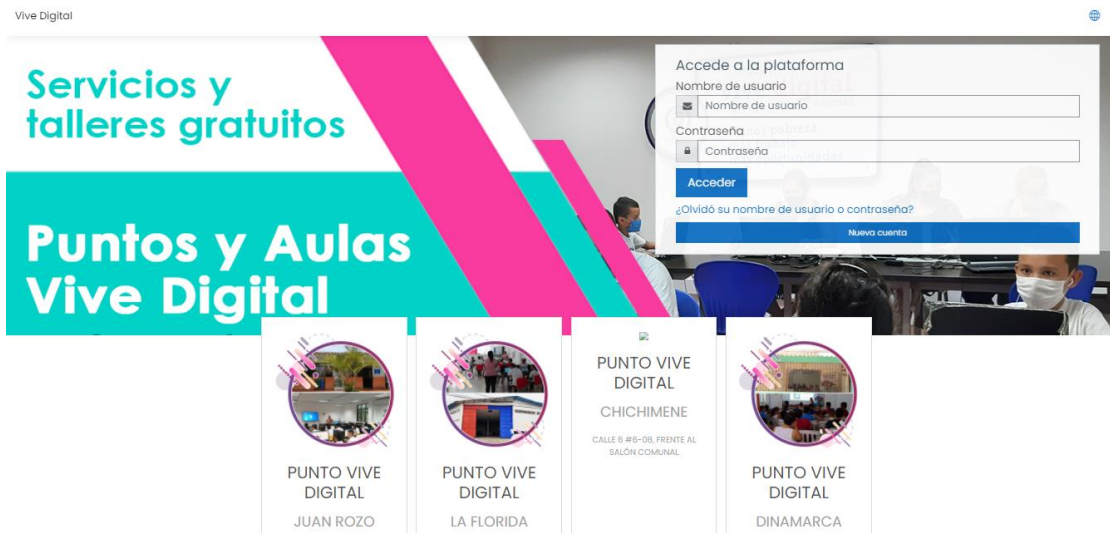 Vive Digital
Servicios y
talleres gratuitos
Puntos y Aulas
Vive Digital
Accede a la plataforma
Nombre de usuario
Nombre de usuario
Contraseña
Contraseña
Acceder
¿Olvidó su nombre de usuario o contraseña?
Nueva cuenta
PUNTO VIVE
DIGITAL
JUAN ROZO
PUNTO VIVE
DIGITAL
LA FLORIDA
PUNTO VIVE
DIGITAL
CHICHIMENE
CALLE 6 #6-08, FRENTE AL
SALÓN COMUNAL
PUNTO VIVE
DIGITAL
DINAMARCA